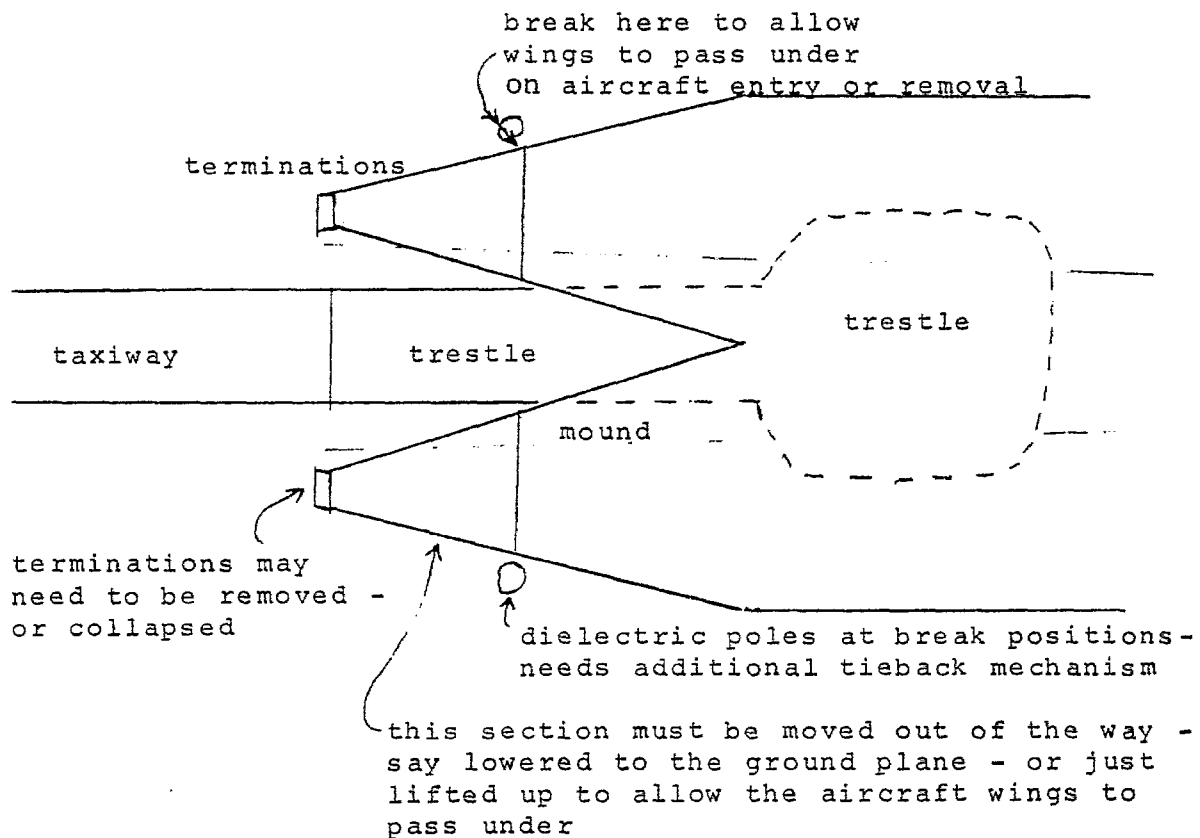 break here to allow
wings to pass under
on aircraft entry or removal
terminations
trestle
taxiway
trestle
mound
terminations may
need to be removed -
or collapsed
dielectric poles at break positions-
needs additional tieback mechanism
this section must be moved out of the way -
say lowered to the ground plane - or just
lifted up to allow the aircraft wings to
pass under